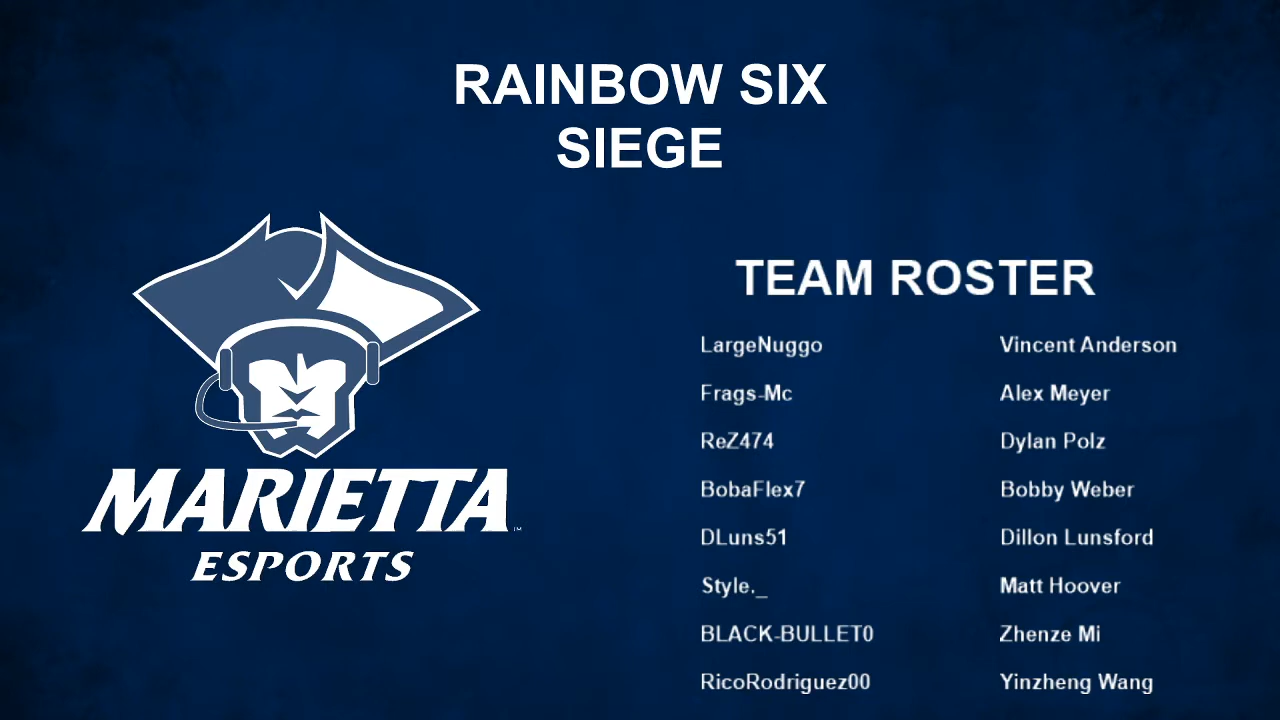 RAINBOW SIX
SIEGE
MARIETTA™
ESPORTS
TEAM ROSTER
LargeNuggo Vincent Anderson
Frags-Mc Alex Meyer
ReZ474 Dylan Polz
BobaFlex7 Bobby Weber
DLuns51 Dillon Lunsford
Style._ Matt Hoover
BLACK-BULLET0 Zhenze Mi
RicoRodriguez00 Yinzheng Wang